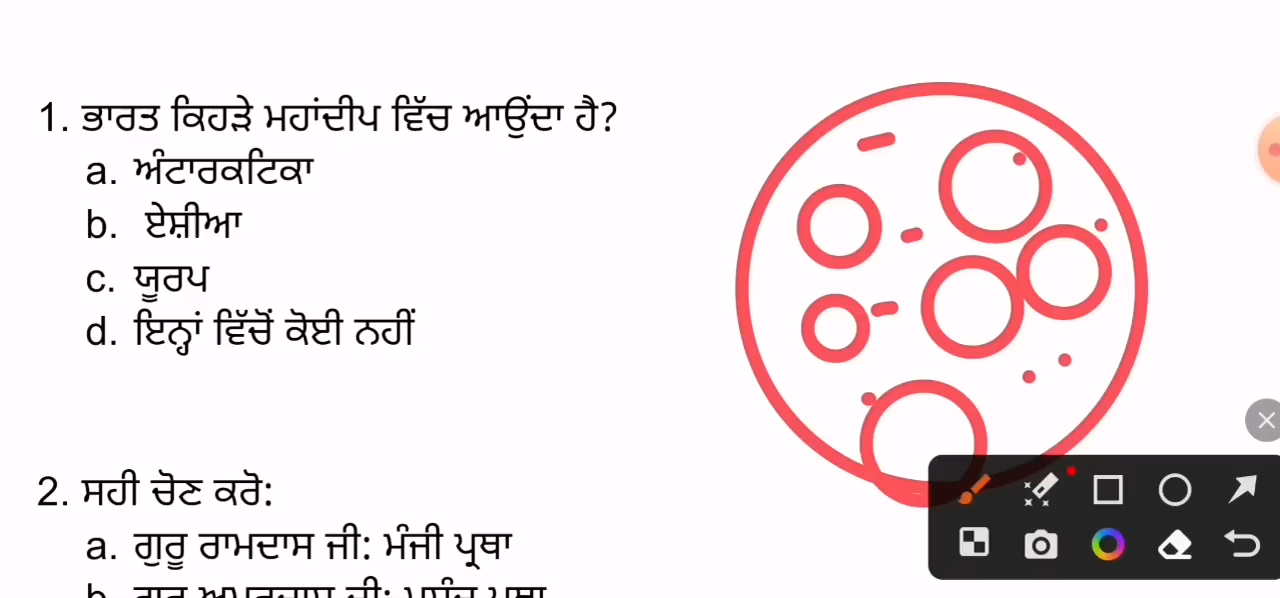 1. ਭਾਰਤ ਕਿਹੜੇ ਮਹਾਂਦੀਪ ਵਿੱਚ ਆਉਂਦਾ ਹੈ?
a. ਅੰਟਾਰਕਟਿਕਾ
b. ਏਸ਼ੀਆ
c. ਯੂਰਪ
d. ਇਨ੍ਹਾਂ ਵਿੱਚੋਂ ਕੋਈ ਨਹੀਂ
2. ਸਹੀ ਚੋਣ ਕਰੋ:
a. ਗੁਰੂ ਰਾਮਦਾਸ ਜੀ: ਮੰਜੀ ਪ੍ਰਥਾ